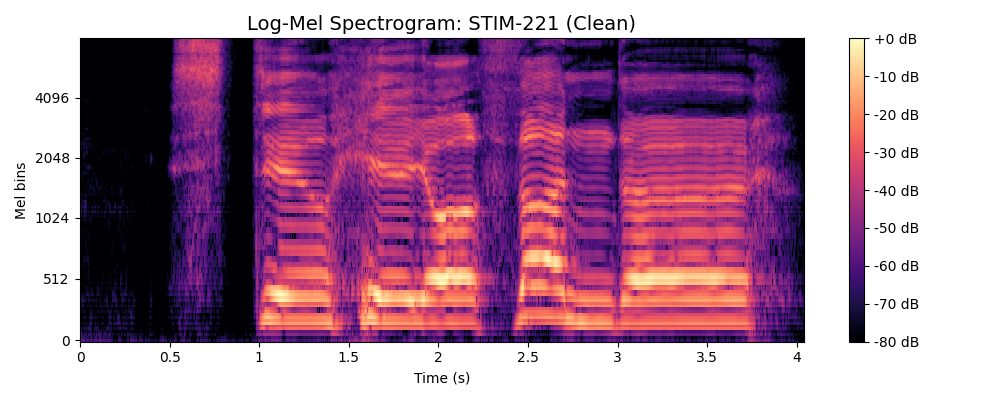 Log-Mel Spectrogram: STIM-221 (Clean)
Mel bins
4096
2048
1024
512
0
0 0.5 1 1.5 2 2.5 3 3.5 4
Time (s)
+0 dB
-10 dB
-20 dB
-30 dB
-40 dB
-50 dB
-60 dB
-70 dB
-80 dB